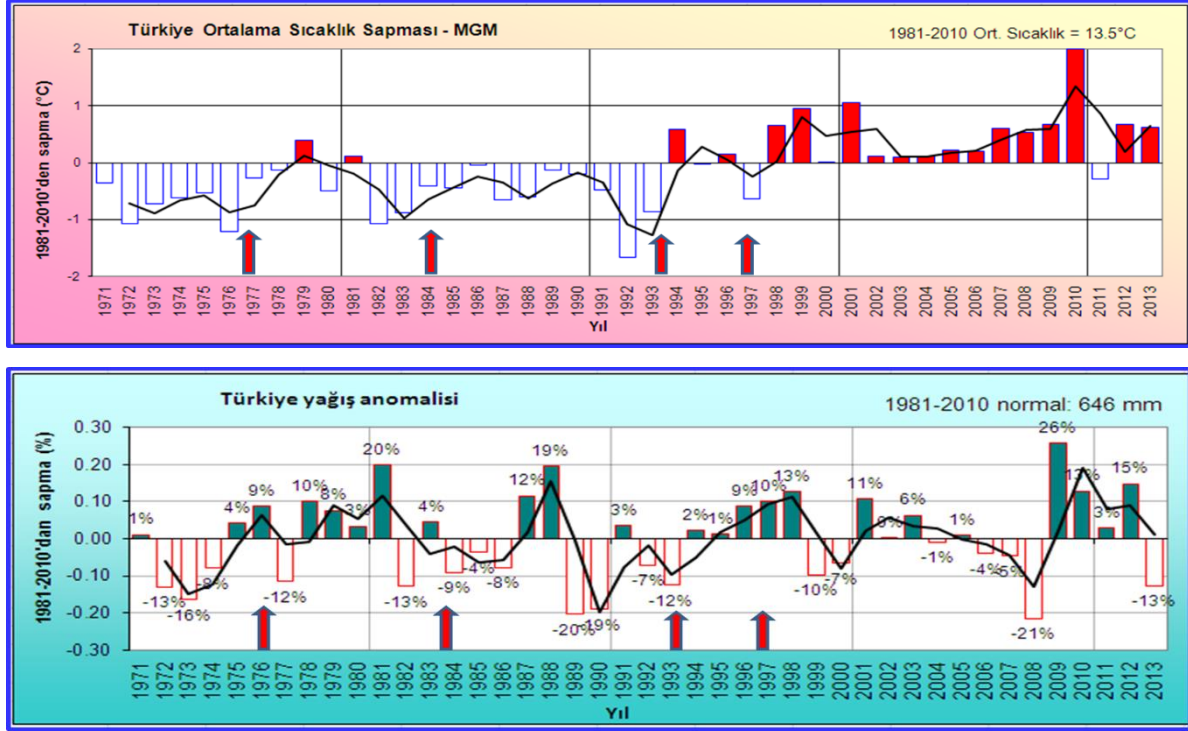 Türkiye Ortalama Sıcaklık Sapması - MGM
1981-2010 Ort. Sıcaklık = 13.5°C
1981-2010'den sapma (°C)
2
1
0
-1
-2
1971 1972 1973 1974 1975 1976 1977 1978 1979 1980 1981 1982 1983 1984 1985 1986 1987 1988 1989 1990 1991 1992 1993 1994 1995 1996 1997 1998 1999 2000 2001 2002 2003 2004 2005 2006 2007 2008 2009 2010 2011 2012 2013
Yıl
Türkiye yağış anomalisi
1981-2010 normal: 646 mm
1981-2010'dan sapma (%)
0.30
0.20
0.10
0.00
-0.10
-0.20
-0.30
1% -13% -16% -8% 4% 9% -12% 10% 8% 3% 20% -13% 4% -9% -4% -8% 12% 19% -20% -19% 3% -7% -12% 2% 1% 9% 10% 13% -10% -7% 11% 0% 6% -1% 1% -4% -5% -21% 26% 13% 3% 15% -13%
1971 1972 1973 1974 1975 1976 1977 1978 1979 1980 1981 1982 1983 1984 1985 1986 1987 1988 1989 1990 1991 1992 1993 1994 1995 1996 1997 1998 1999 2000 2001 2002 2003 2004 2005 2006 2007 2008 2009 2010 2011 2012 2013
Yıl